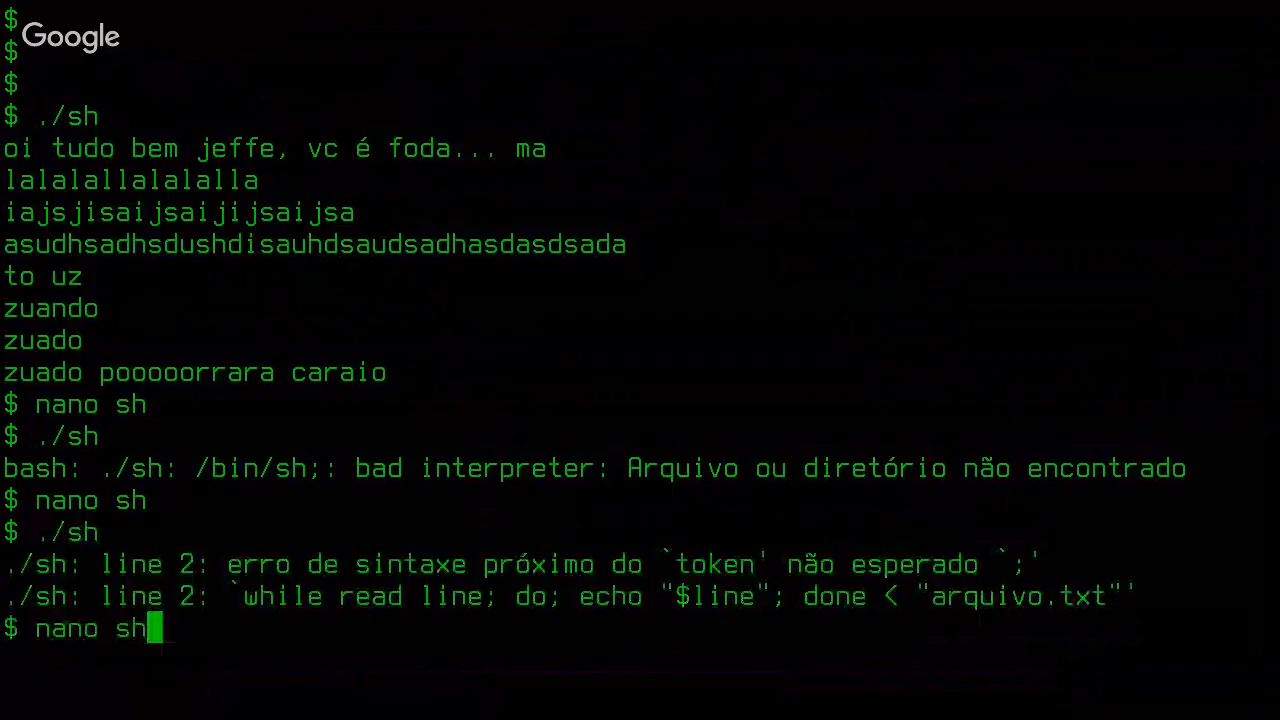 $
Google
$
$
$ ./sh
oi tudo bem jeffe, vc é foda... ma
lalalallalalalla
iajsjisaijsaijijsaijsa
asudhsadhsdushdisauhdsaudsadhasdasdsada
to uz
zuando
zuado
zuado pooooorrara caraio
$ nano sh
$ ./sh
bash: ./sh: /bin/sh;: bad interpreter: Arquivo ou diretório não encontrado
$ nano sh
$ ./sh
./sh: line 2: erro de sintaxe próximo do `token' não esperado `;'
./sh: line 2: `while read line; do; echo "$line"; done < "arquivo.txt"'
$ nano sh